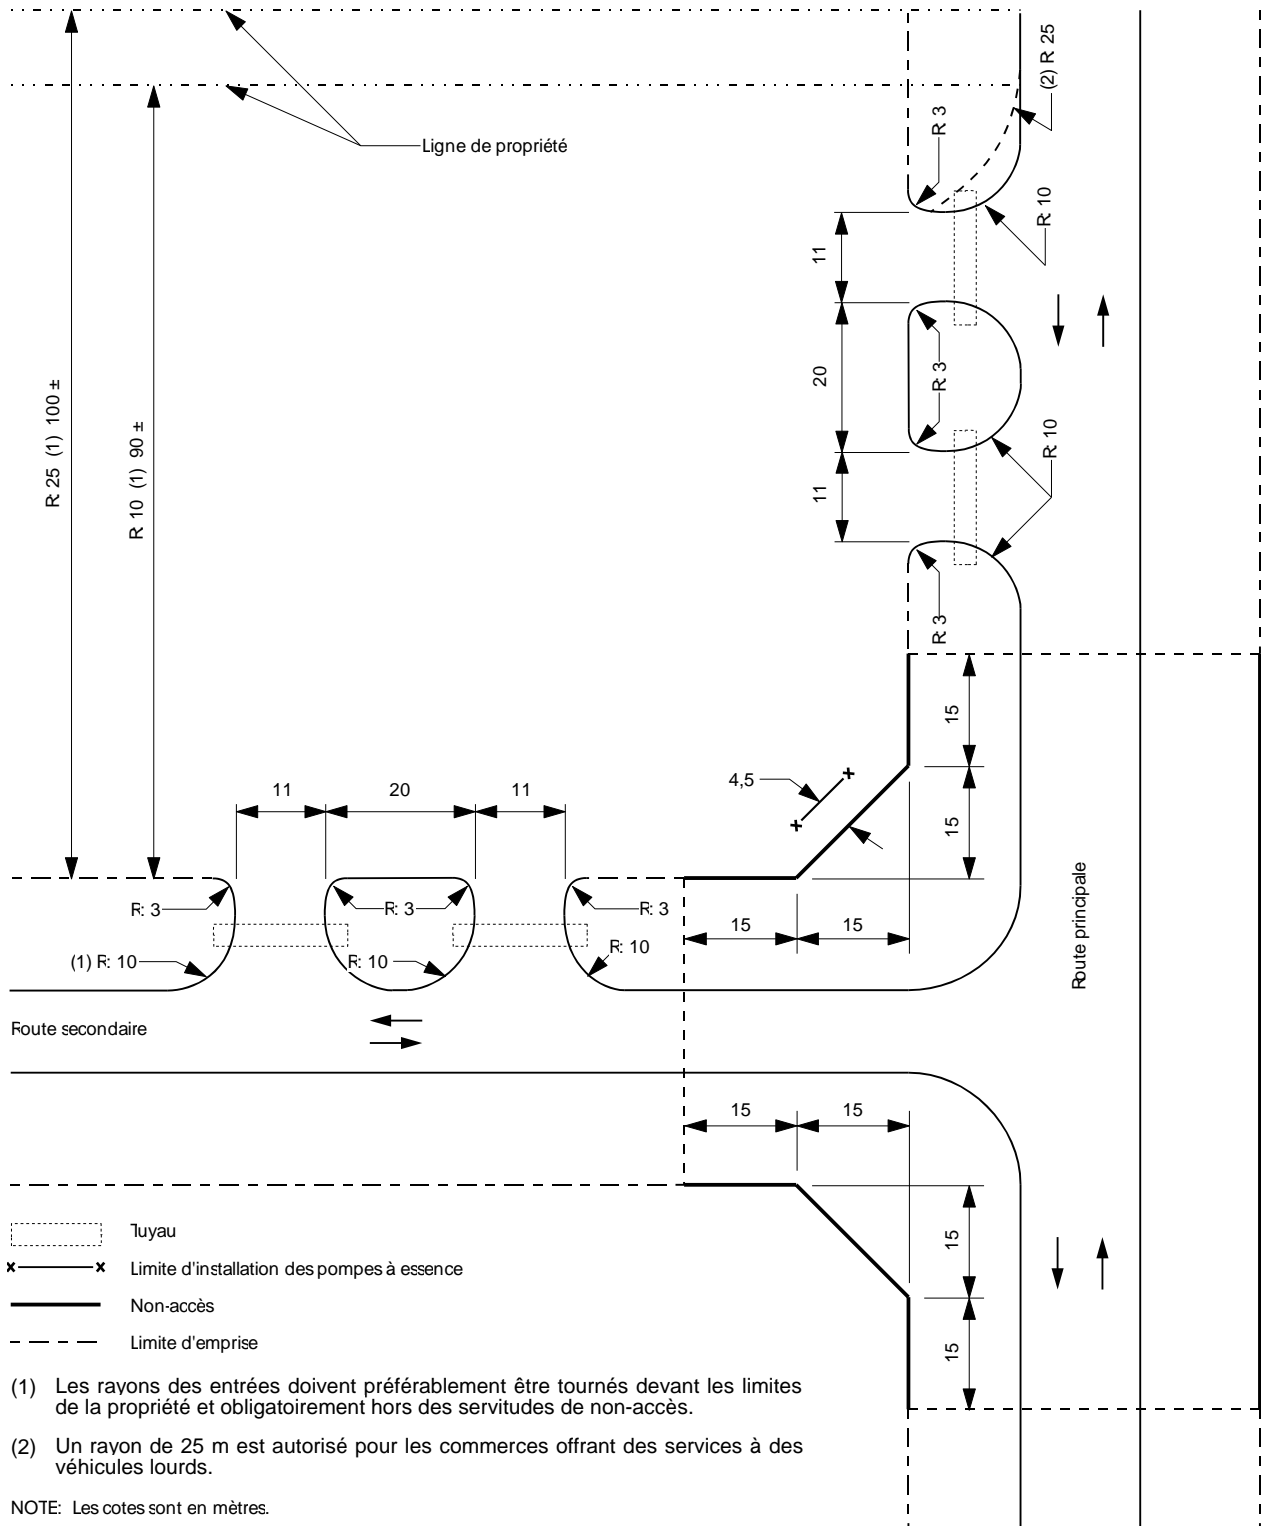 (2) R: 25
R: 3
Ligne de propriété
R: 10
11
20
R: 3
R: 25 (1) 100 ±
R: 10 (1) 90 ±
R: 10
11
R: 3
15
4,5
11
20
11
15
R: 3
R: 3
R: 3
15
15
R: 10
(1) R: 10
R: 10
Route principale
Route secondaire
15
15
Tuyau
15
Limite d'installation des pompes à essence
Non-accès
Limite d'emprise
15
(1) Les rayons des entrées doivent préférablement être tournés devant les limites
de la propriété et obligatoirement hors des servitudes de non-accès.
(2) Un rayon de 25 m est autorisé pour les commerces offrant des services à des
véhicules lourds.
NOTE: Les cotes sont en mètres.